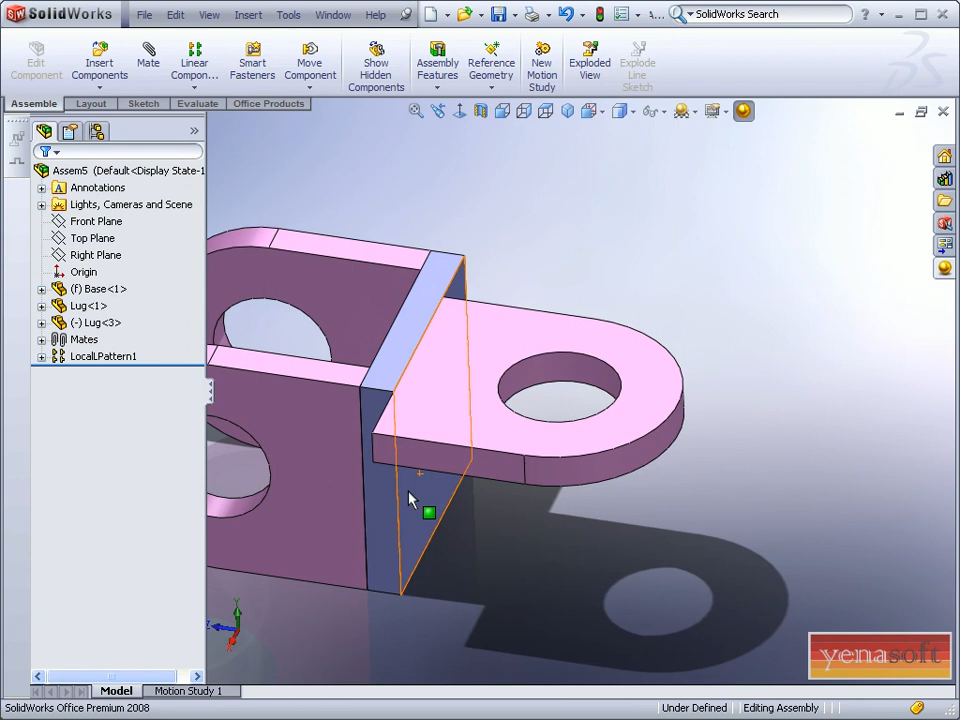 SolidWorks File Edit View Insert Tools Window Help A... SolidWorks Search ?
Edit Component
Insert Components
Mate
Linear Compon...
Smart Fasteners
Move Component
Show Hidden Components
Assembly Features
Reference Geometry
New Motion Study
Exploded View
Explode Line Sketch
Assemble Layout Sketch Evaluate Office Products
Assem5 (Default<Display State-1
Annotations
Lights, Cameras and Scene
Front Plane
Top Plane
Right Plane
Origin
(f) Base<1>
Lug<1>
(-) Lug<3>
Mates
LocalLPattern1
yenasoft
Model Motion Study 1
SolidWorks Office Premium 2008 Under Defined Editing Assembly